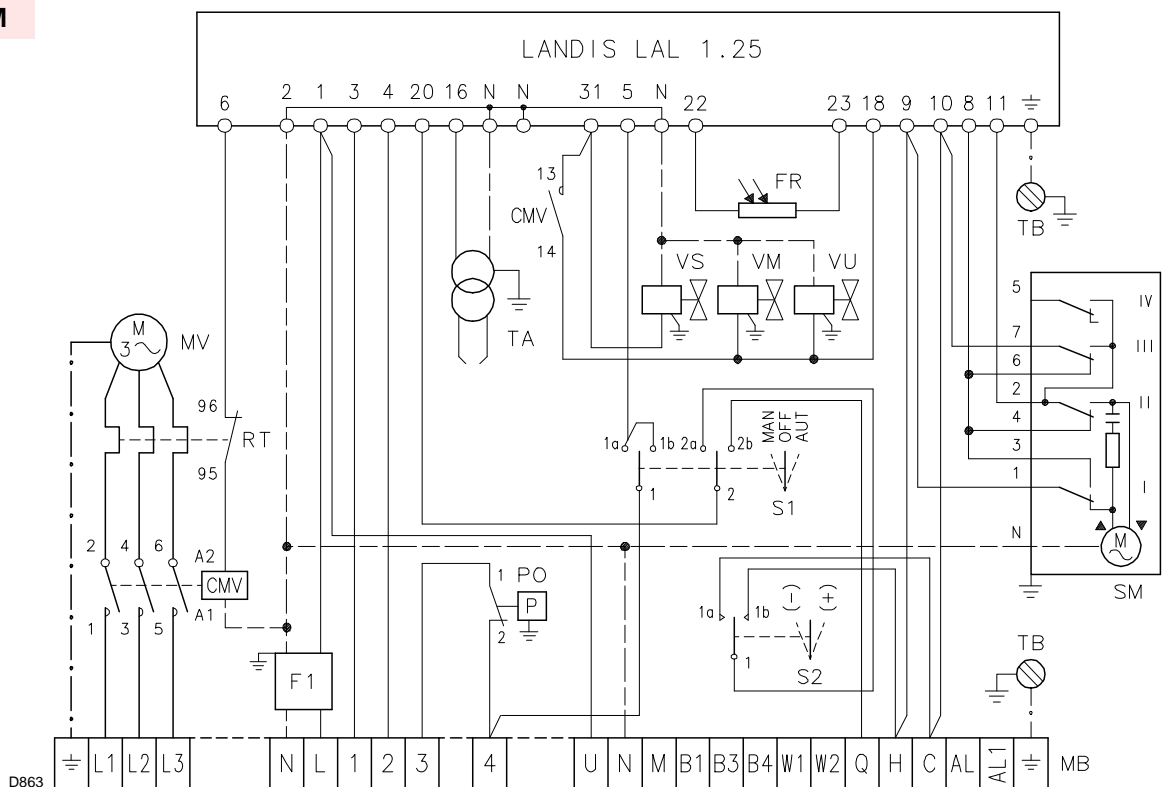 M
LANDIS LAL 1.25
6 2 1 3 4 20 16 N N 31 5 N 22 23 18 9 10 8 11
13
FR
CMV
TB
14
VS VM VU
5 IV
7 III
6
2 II
4
3
1 I
N
M
SM
TA
M
3
MV
96
RT
95
1a 1b 2a 2b
MAN
OFF
AUT
1 2
S1
2 4 6 A2
CMV
1 3 5 A1
1 PO
P
2
1a 1b (-) (+)
1
S2
TB
F1
L1 L2 L3 N L 1 2 3 4 U N M B1 B3 B4 W1 W2 Q H C AL AL1 MB
D863